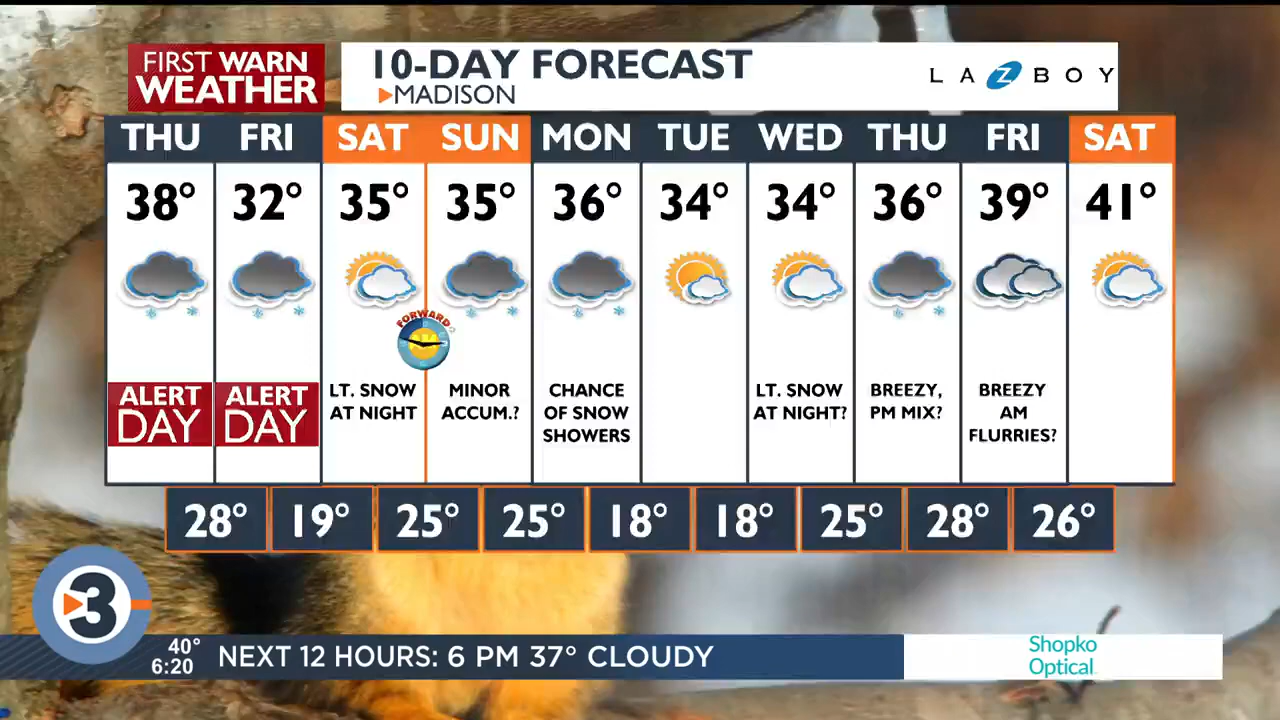 FIRST WARN
WEATHER
10-DAY FORECAST
MADISON
LA Z BOY
THU FRI SAT SUN MON TUE WED THU FRI SAT
38° 32° 35° 35° 36° 34° 34° 36° 39° 41°
FORWARD
ALERT
DAY
ALERT
DAY
LT. SNOW
AT NIGHT
MINOR
ACCUM.?
CHANCE
OF SNOW
SHOWERS
LT. SNOW
AT NIGHT?
BREEZY,
PM MIX?
BREEZY
AM
FLURRIES?
28° 19° 25° 25° 18° 18° 25° 28° 26°
3
40°
6:20
NEXT 12 HOURS: 6 PM 37° CLOUDY
Shopko
Optical